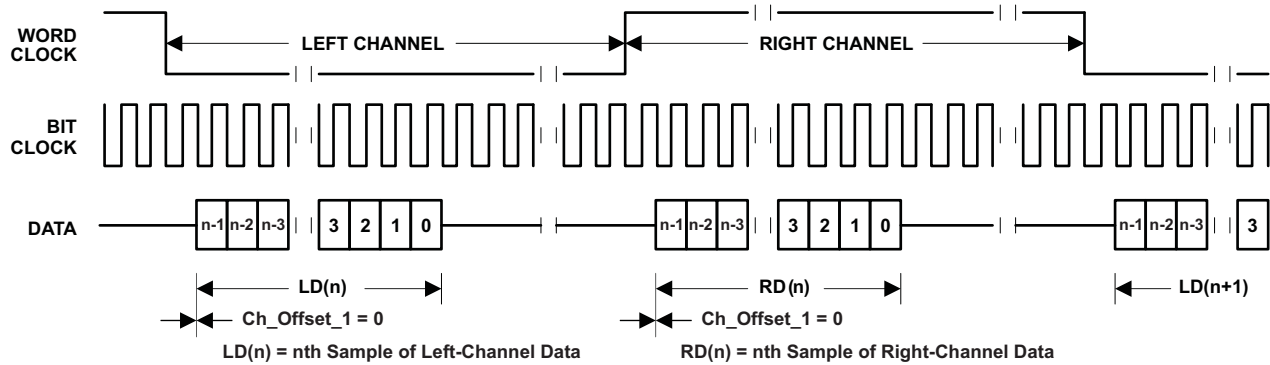 WORD
CLOCK
LEFT CHANNEL
RIGHT CHANNEL
BIT
CLOCK
DATA
n-1 n-2 n-3 3 2 1 0 n-1 n-2 n-3 3 2 1 0 n-1 n-2 n-3 3
LD(n) RD(n) LD(n+1)
Ch_Offset_1 = 0 Ch_Offset_1 = 0
LD(n) = nth Sample of Left-Channel Data RD(n) = nth Sample of Right-Channel Data